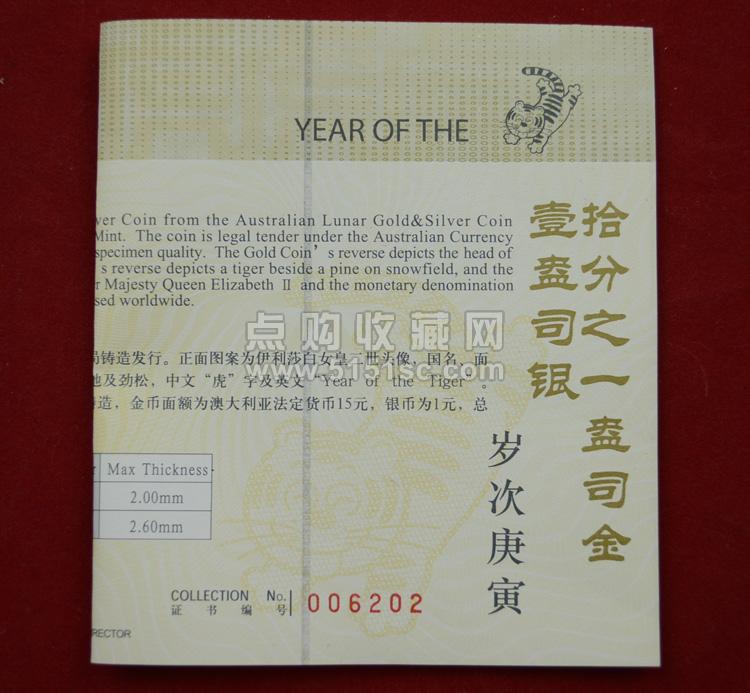 YEAR OF THE
拾分之一盎司金
壹盎司银
岁次庚寅
ver Coin from the Australian Lunar Gold&Silver Coin
Mint. The coin is legal tender under the Australian Currency
specimen quality. The Gold Coin's reverse depicts the head of
s reverse depicts a tiger beside a pine on snowfield, and the
r Majesty Queen Elizabeth II and the monetary denomination
sed worldwide.
点购收藏网
www.5151sc.com
局铸造发行。正面图案为伊利莎白女皇二世头像，国名、面
地及劲松，中文“虎”字及英文“Year of the Tiger”。
铸造，金币面额为澳大利亚法定货币15元，银币为1元，总
Max Thickness
2.00mm
2.60mm
COLLECTION No.
证书编号
006202
RECTOR